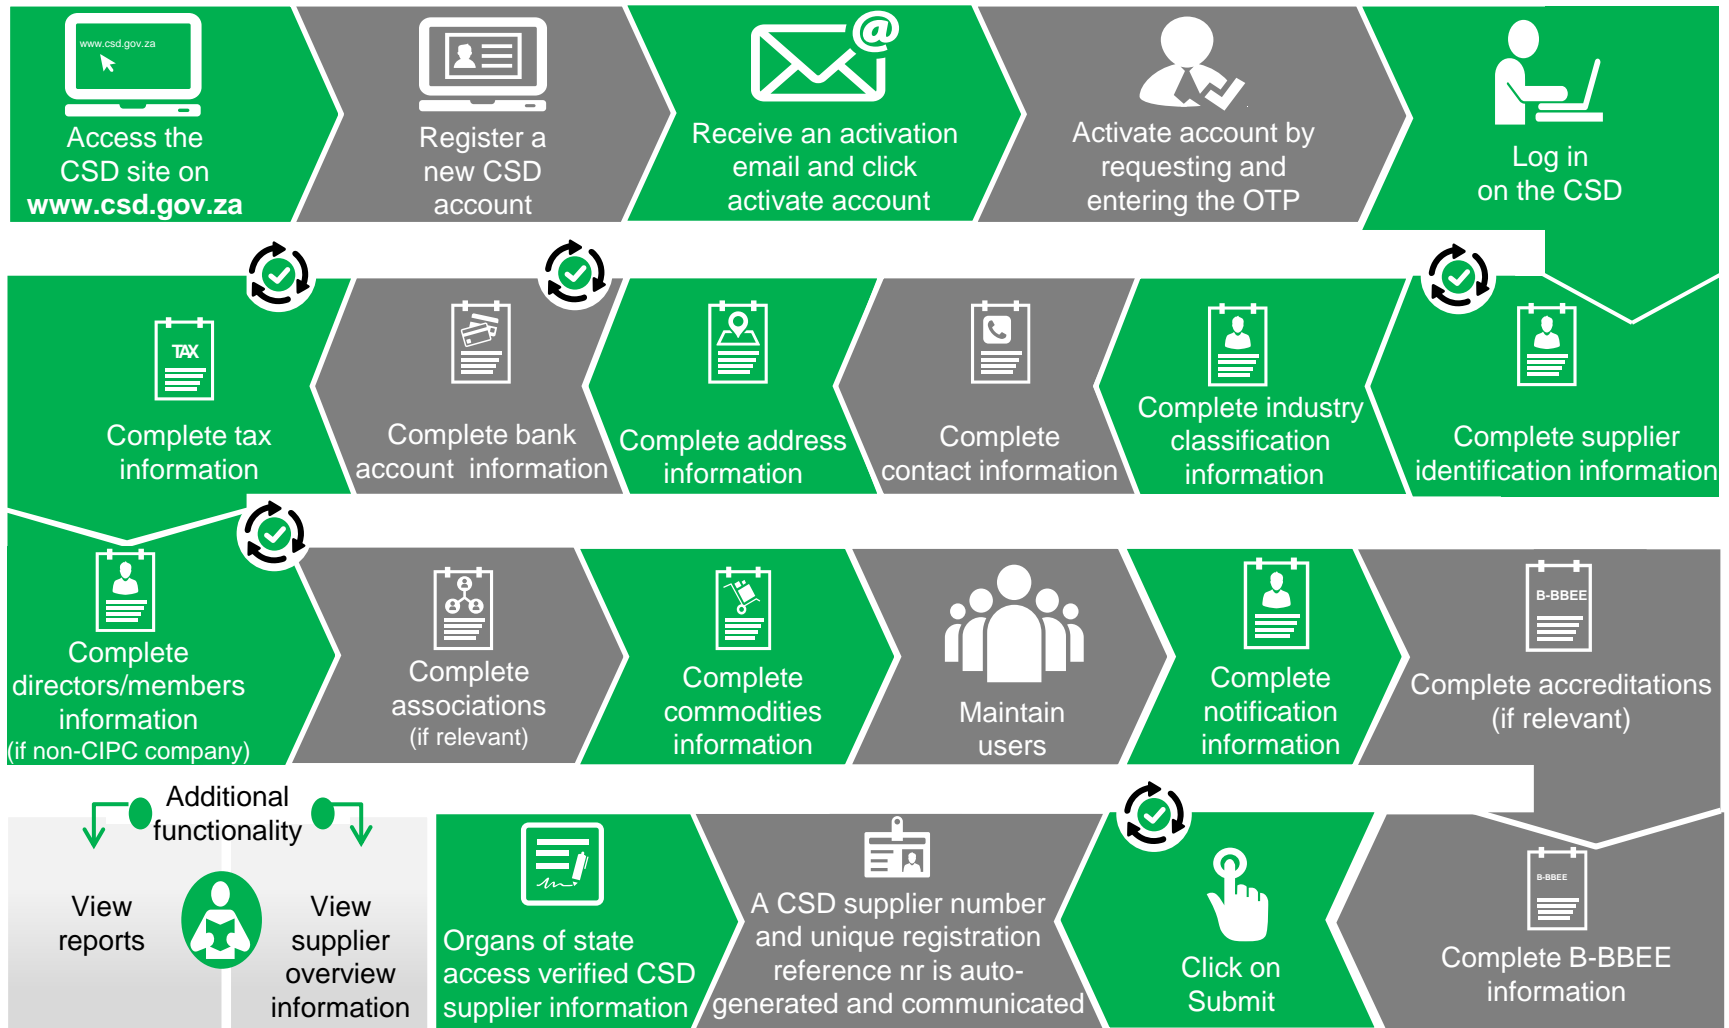 www.csd.gov.za
Access the
CSD site on
www.csd.gov.za
Register a
new CSD
account
@
Receive an activation
email and click
activate account
Activate account by
requesting and
entering the OTP
Log in
on the CSD
TAX
Complete tax
information
Complete bank
account  information
Complete address
information
Complete
contact information
Complete industry
classification
information
Complete supplier
identification information
Complete
directors/members
information
(if non-CIPC company)
Complete
associations
(if relevant)
Complete
commodities
information
Maintain
users
Complete
notification
information
B-BBEE
Complete accreditations
(if relevant)
Additional
functionality
View
reports
View
supplier
overview
information
Organs of state
access verified CSD
supplier information
A CSD supplier number
and unique registration
reference nr is auto-
generated and communicated
Click on
Submit
B-BBEE
Complete B-BBEE
information